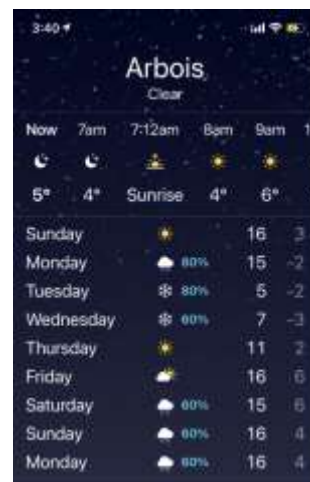 3:40
Arbois
Clear
Now 7am 7:12am 8am 9am 1
5° 4° Sunrise 4° 6°
Sunday 16 3
Monday 80% 15 -2
Tuesday 80% 5 -2
Wednesday 60% 7 -3
Thursday 11 2
Friday 16 6
Saturday 60% 15 6
Sunday 60% 16 4
Monday 60% 16 4